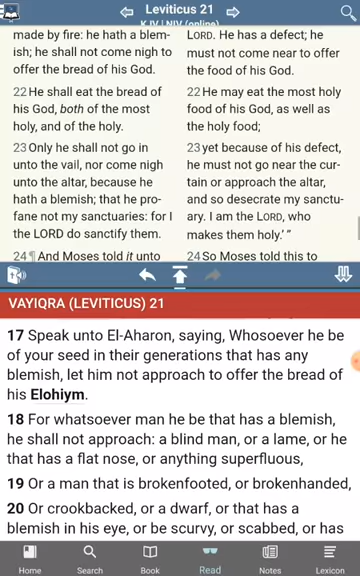 Leviticus 21
KJV | NIV (online)
made by fire: he hath a blem-
ish; he shall not come nigh to
offer the bread of his God.
22 He shall eat the bread of
his God, both of the most
holy, and of the holy.
23 Only he shall not go in
unto the vail, nor come nigh
unto the altar, because he
hath a blemish; that he pro-
fane not my sanctuaries: for I
the LORD do sanctify them.
24 ¶ And Moses told it unto
LORD. He has a defect; he
must not come near to offer
the food of his God.
22 He may eat the most holy
food of his God, as well as
the holy food;
23 yet because of his defect,
he must not go near the cur-
tain or approach the altar,
and so desecrate my sanctu-
ary. I am the LORD, who
makes them holy.’ ”
24 So Moses told this to
VAYIQRA (LEVITICUS) 21
17 Speak unto El-Aharon, saying, Whosoever he be
of your seed in their generations that has any
blemish, let him not approach to offer the bread of
his Elohiym.
18 For whatsoever man he be that has a blemish,
he shall not approach: a blind man, or a lame, or he
that has a flat nose, or anything superfluous,
19 Or a man that is brokenfooted, or brokenhanded,
20 Or crookbacked, or a dwarf, or that has a
blemish in his eye, or be scurvy, or scabbed, or has
Home
Search
Book
Read
Notes
Lexicon